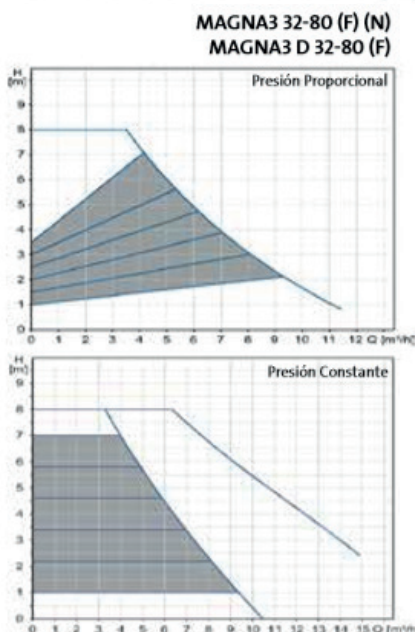 MAGNA3 32-80 (F) (N)
MAGNA3 D 32-80 (F)
H
[m]
Presión Proporcional
9
8
7
6
5
4
3
2
1
0
0 1 2 3 4 5 6 7 8 9 10 11 12 Q [m³/h]
H
[m]
Presión Constante
9
8
7
6
5
4
3
2
1
0
0 1 2 3 4 5 6 7 8 9 10 11 12 13 14 15 Q [m³/h]